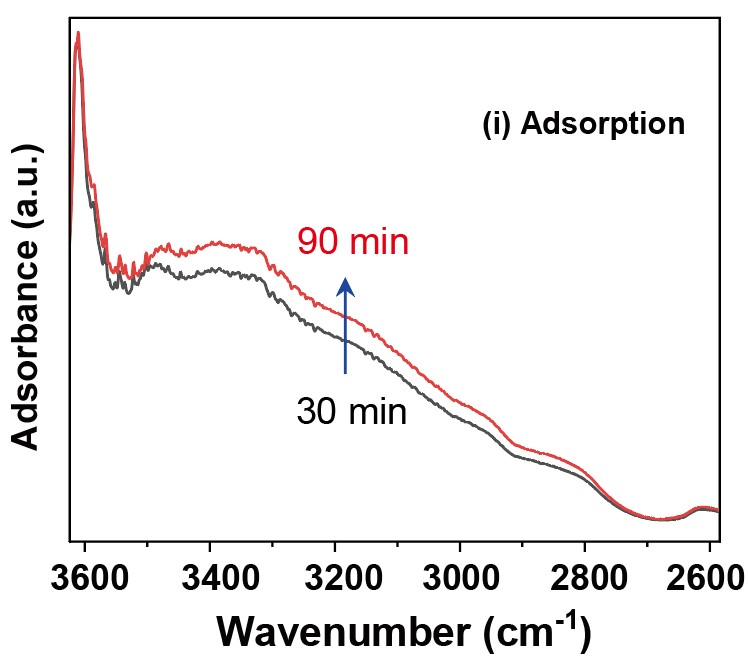 (i) Adsorption
90 min
30 min
Adsorbance (a.u.)
3600 3400 3200 3000 2800 2600
Wavenumber (cm⁻¹)